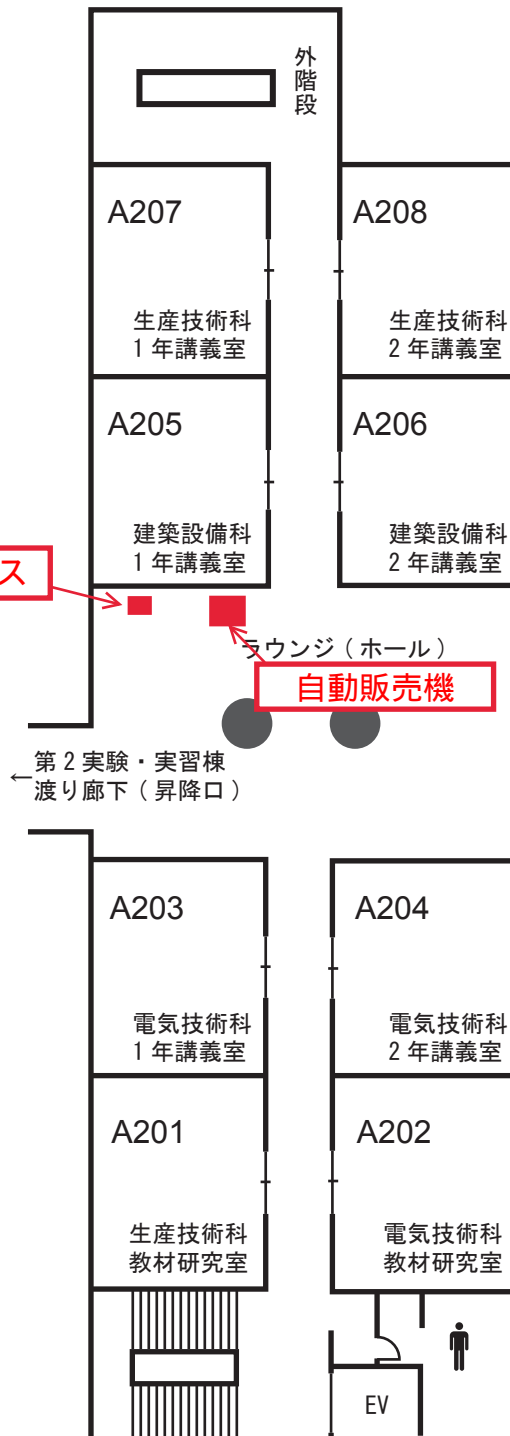 外階段
A207
生産技術科
1 年講義室
A208
生産技術科
2 年講義室
A205
建築設備科
1 年講義室
A206
建築設備科
2 年講義室
ス
ラウンジ ( ホール )
自動販売機
第 2 実験・実習棟
←渡り廊下 ( 昇降口 )
A203
電気技術科
1 年講義室
A204
電気技術科
2 年講義室
A201
生産技術科
教材研究室
A202
電気技術科
教材研究室
EV